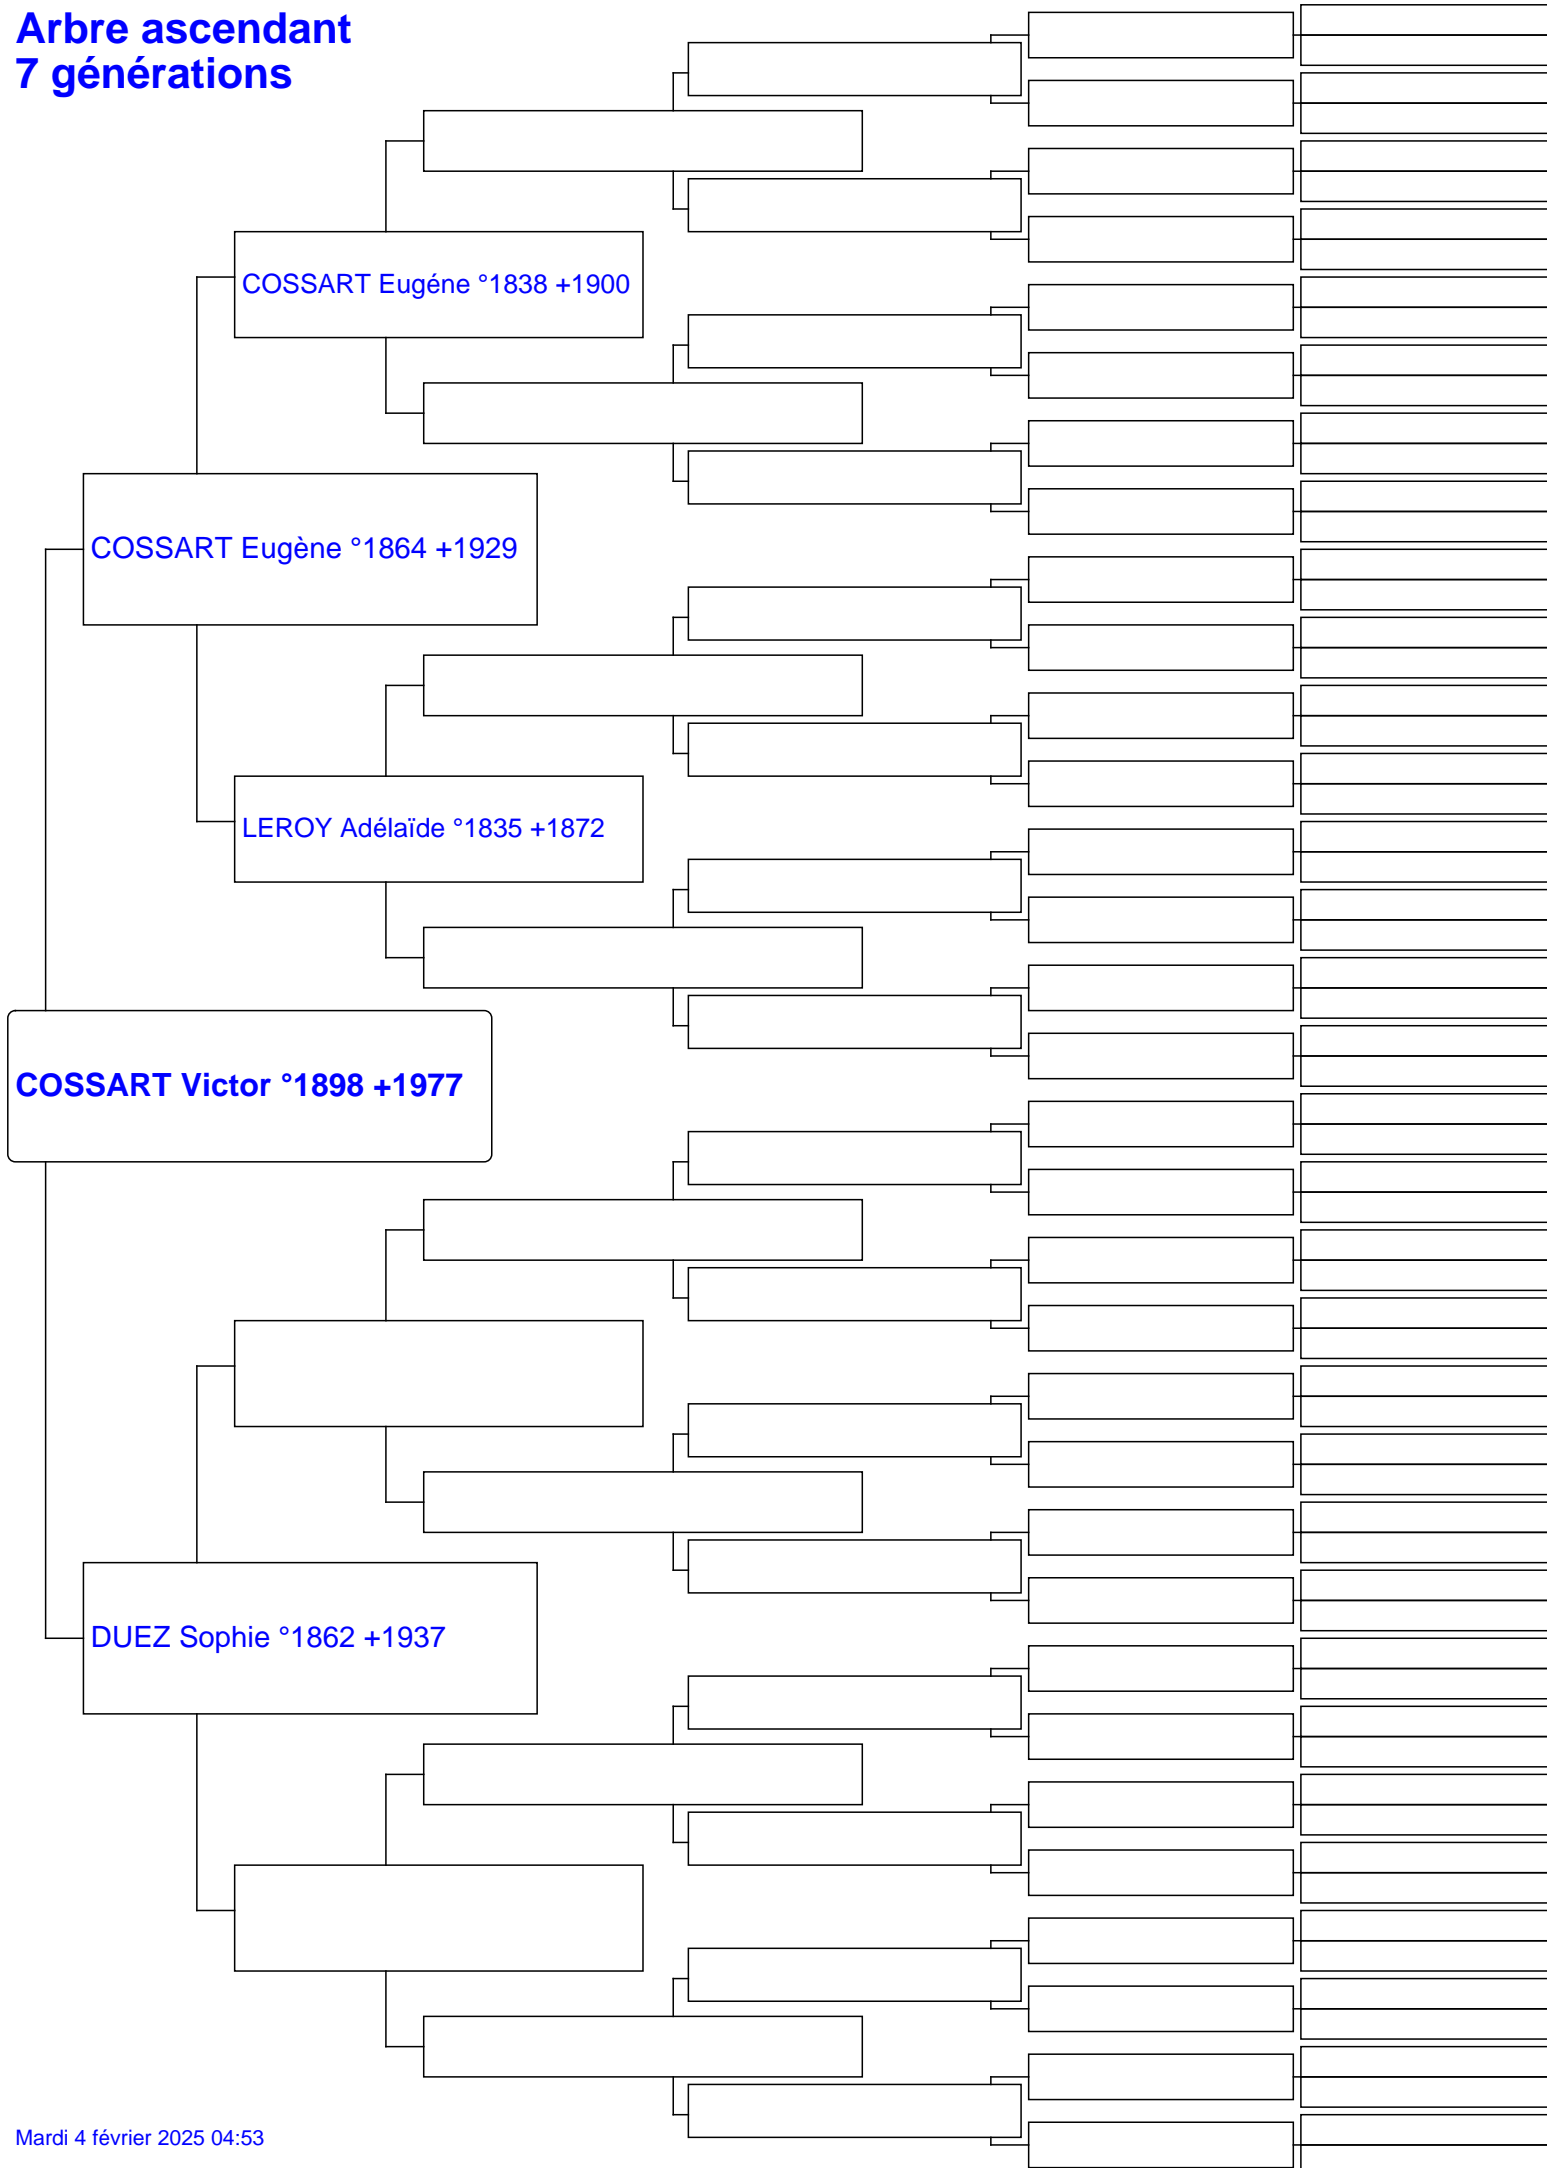 Arbre ascendant
7 générations
COSSART Eugéne °1838 +1900
COSSART Eugène °1864 +1929
LEROY Adélaïde °1835 +1872
COSSART Victor °1898 +1977
DUEZ Sophie °1862 +1937
Mardi 4 février 2025 04:53